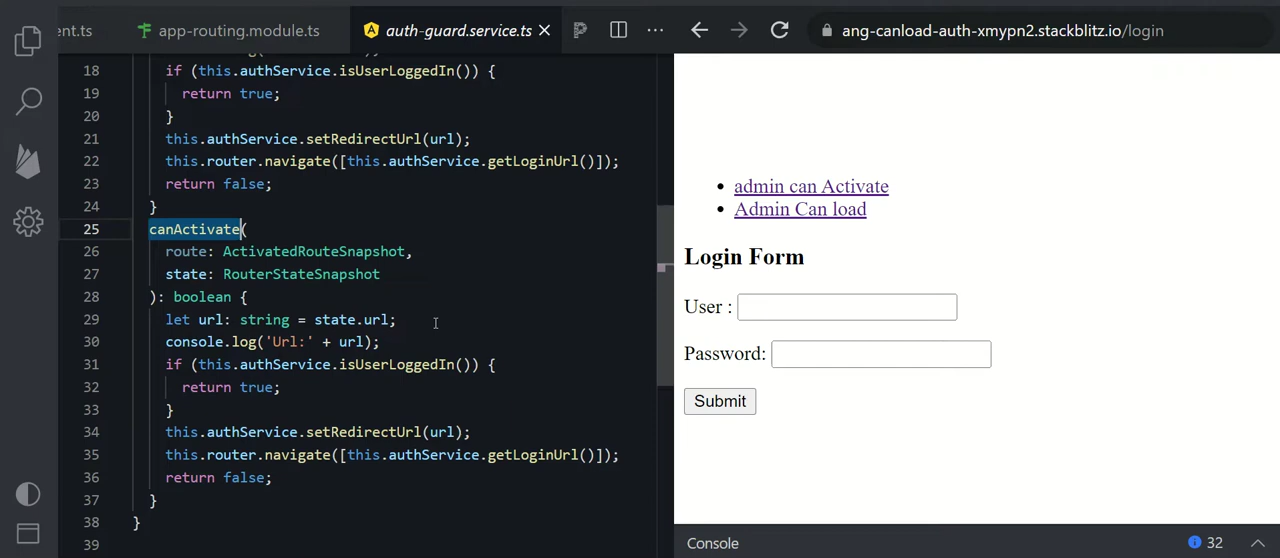 ent.ts
app-routing.module.ts
auth-guard.service.ts
ang-canload-auth-xmypn2.stackblitz.io/login
18 if (this.authService.isUserLoggedIn()) {
19 return true;
20 }
21 this.authService.setRedirectUrl(url);
22 this.router.navigate([this.authService.getLoginUrl()]);
23 return false;
24 }
25 canActivate(
26 route: ActivatedRouteSnapshot,
27 state: RouterStateSnapshot
28 ): boolean {
29 let url: string = state.url;
30 console.log('Url:' + url);
31 if (this.authService.isUserLoggedIn()) {
32 return true;
33 }
34 this.authService.setRedirectUrl(url);
35 this.router.navigate([this.authService.getLoginUrl()]);
36 return false;
37 }
38 }
39
admin can Activate
Admin Can load
Login Form
User :
Password:
Submit
Console
32